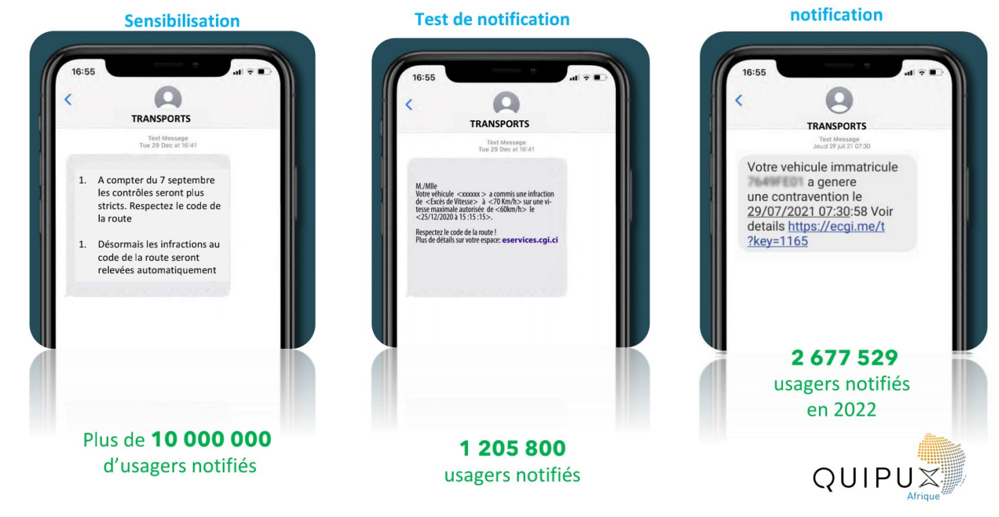 Sensibilisation
16:55
TRANSPORTS
Text Message
Tue 29 Dec at 16:41
1. A compter du 7 septembre
les contrôles seront plus
stricts. Respectez le code de
la route
1. Désormais les infractions au
code de la route seront
relevées automatiquement
Plus de 10 000 000
d’usagers notifiés
Test de notification
16:55
TRANSPORTS
Text Message
Tue 29 Dec at 16:41
M./Mlle
Votre véhicule <xxxxxx > a commis une infraction
de <Excès de Vitesse> à <70 Km/h> sur une vi-
tesse maximale autorisée de <60km/h> le
<25/12/2020 à 15 :15 :15>.
Respectez le code de la route !
Plus de détails sur votre espace: eservices.cgi.ci
1 205 800
usagers notifiés
notification
16:55
TRANSPORTS
Text Message
Jeud 29 juil 21 07:30
Votre vehicule immatricule
a genere
une contravention le
29/07/2021 07:30:58 Voir
details https://ecgi.me/t
?key=1165
2 677 529
usagers notifiés
en 2022
QUIPUX
Afrique